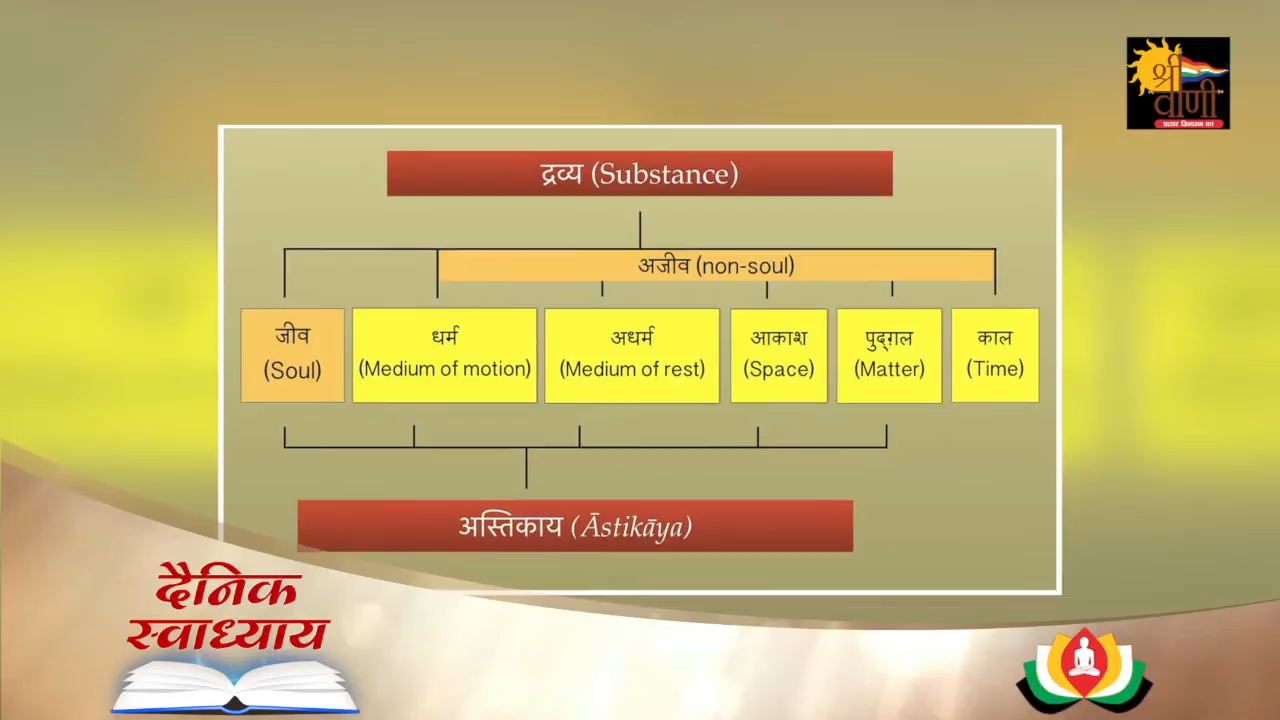 श्री
वाणी
द्रव्य (Substance)
अजीव (non-soul)
जीव
(Soul)
धर्म
(Medium of motion)
अधर्म
(Medium of rest)
आकाश
(Space)
पुद्ग़ल
(Matter)
काल
(Time)
अस्तिकाय (Āstikāya)
दैनिक
स्वाध्याय